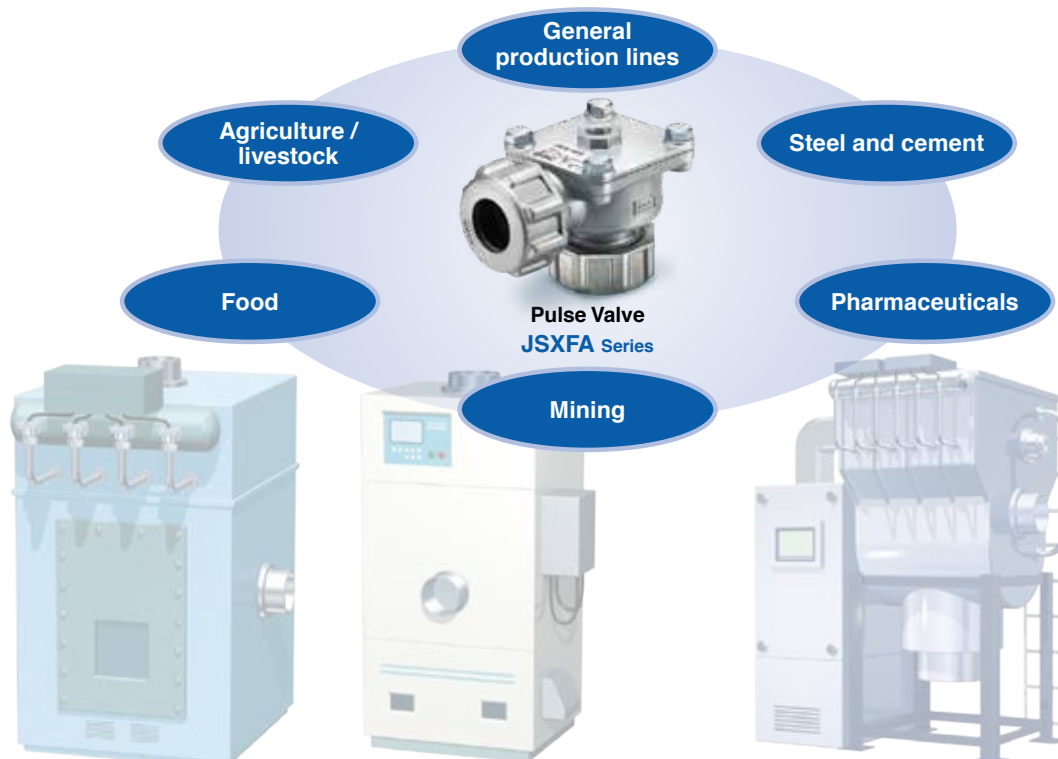 General
production lines
Agriculture /
livestock
Steel and cement
Food
Pharmaceuticals
Pulse Valve
JSXFA Series
Mining